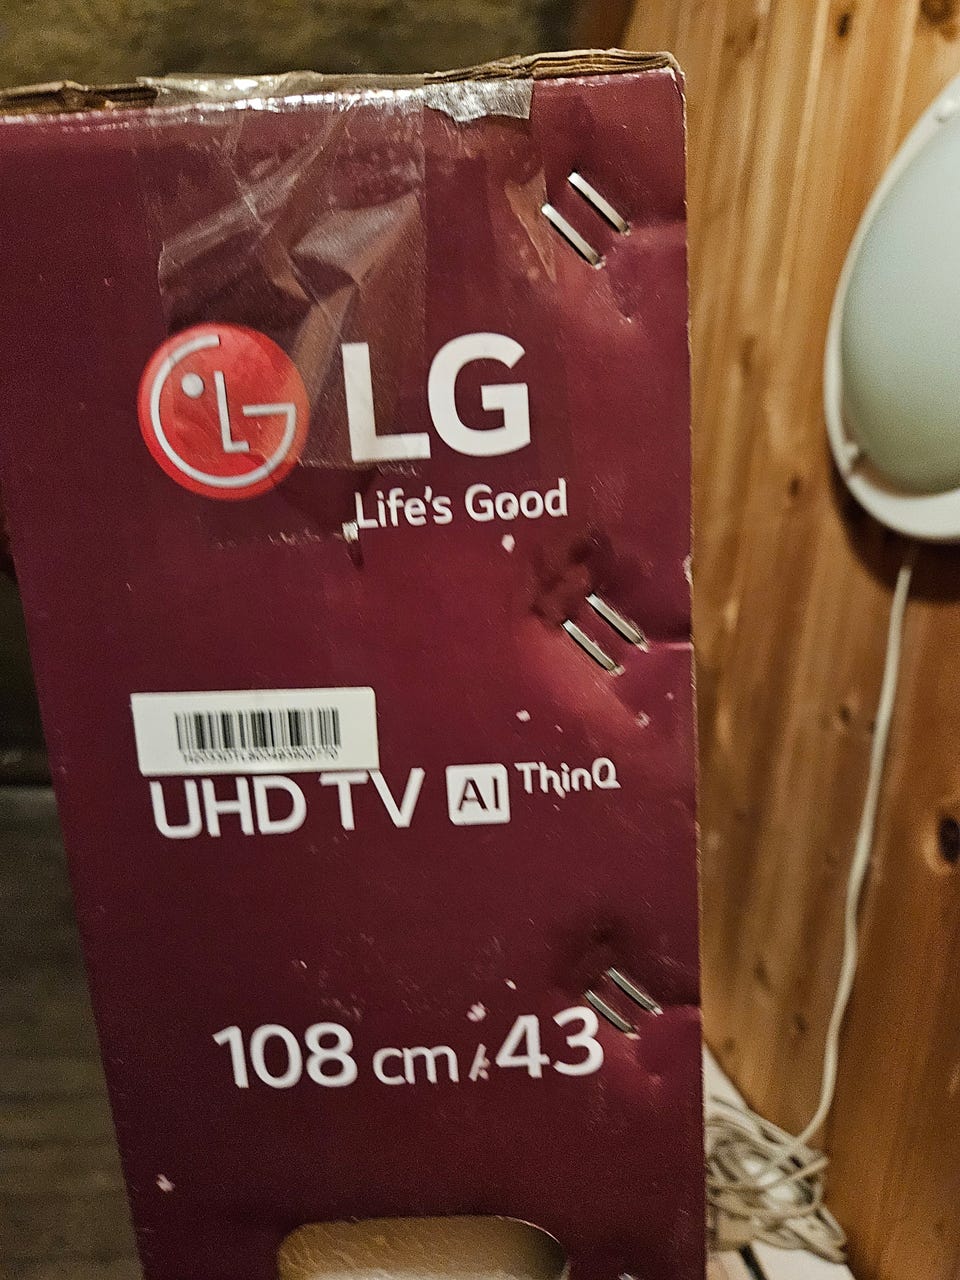 LG
Life's Good
UHD TV AI ThinQ
108 cm / 43